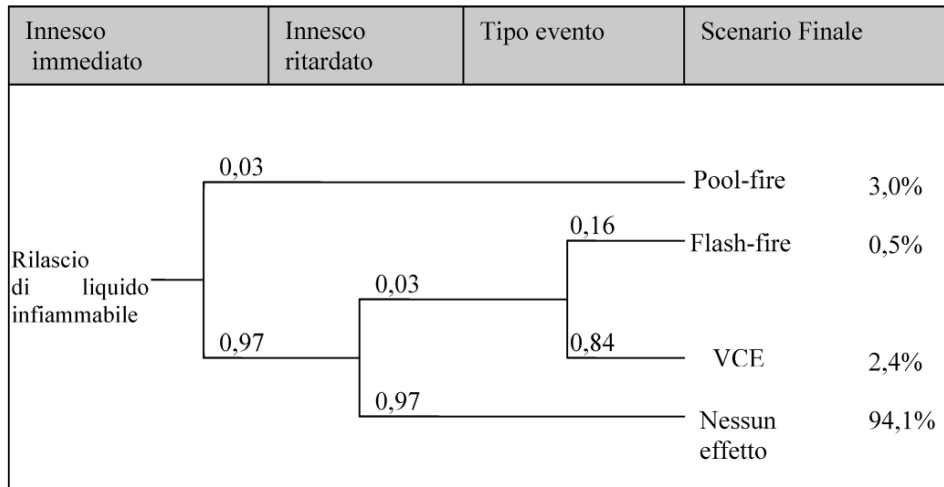 Innesco immediato
Innesco ritardato
Tipo evento
Scenario Finale
0,03
Pool-fire
3,0%
0,16
Flash-fire
0,5%
Rilascio
di liquido
infiammabile
0,03
0,97
0,84
VCE
2,4%
0,97
Nessun
effetto
94,1%